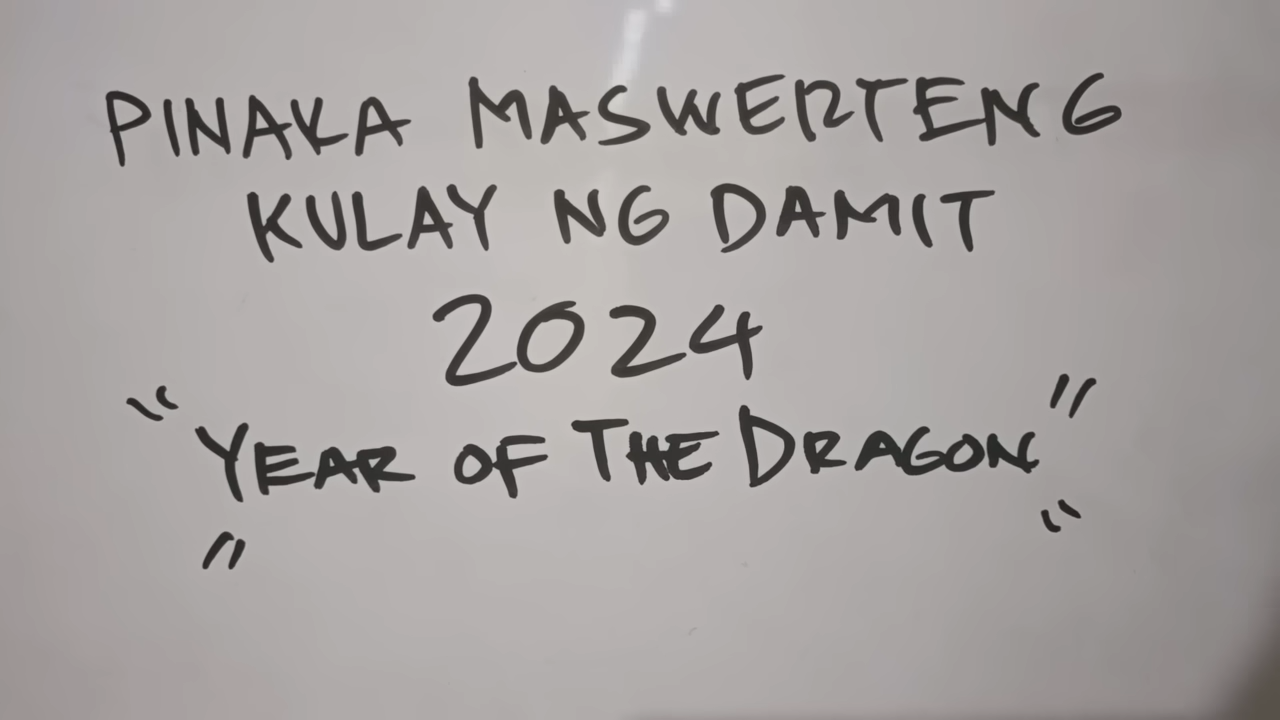 PINAKA MASWERTENG
KULAY NG DAMIT
2024
"YEAR OF THE DRAGON"
" "